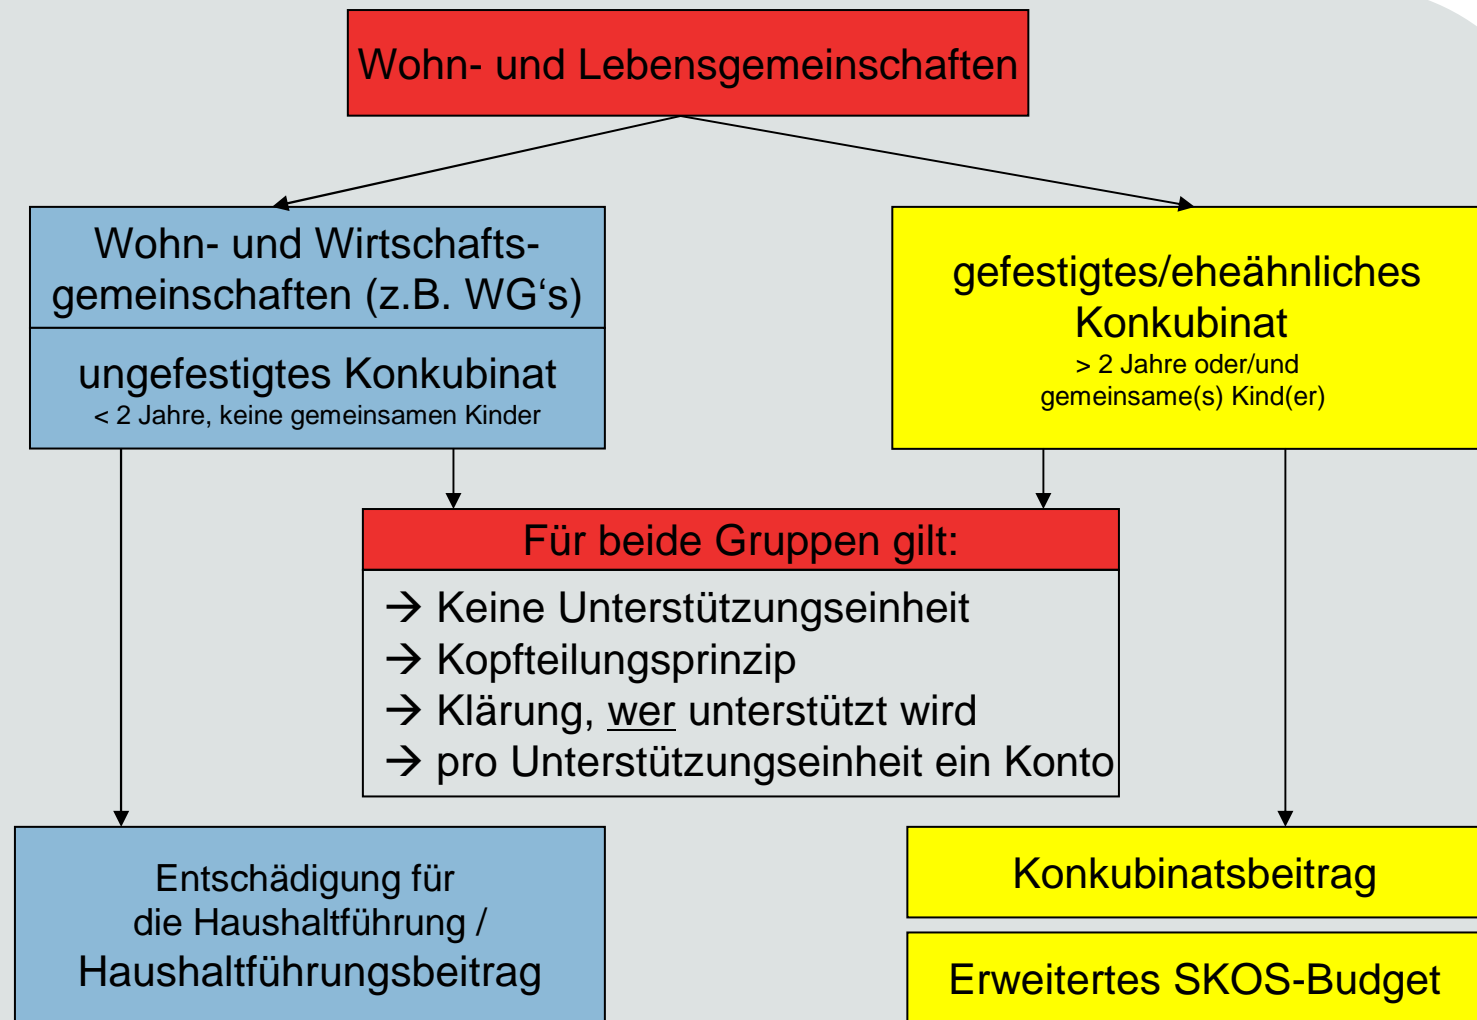 Wohn- und Lebensgemeinschaften
Wohn- und Wirtschafts-
gemeinschaften (z.B. WG‘s)
ungefestigtes Konkubinat
< 2 Jahre, keine gemeinsamen Kinder
gefestigtes/eheähnliches
Konkubinat
> 2 Jahre oder/und
gemeinsame(s) Kind(er)
Für beide Gruppen gilt:
→ Keine Unterstützungseinheit
→ Kopfteilungsprinzip
→ Klärung, wer unterstützt wird
→ pro Unterstützungseinheit ein Konto
Entschädigung für
die Haushaltführung /
Haushaltführungsbeitrag
Konkubinatsbeitrag
Erweitertes SKOS-Budget